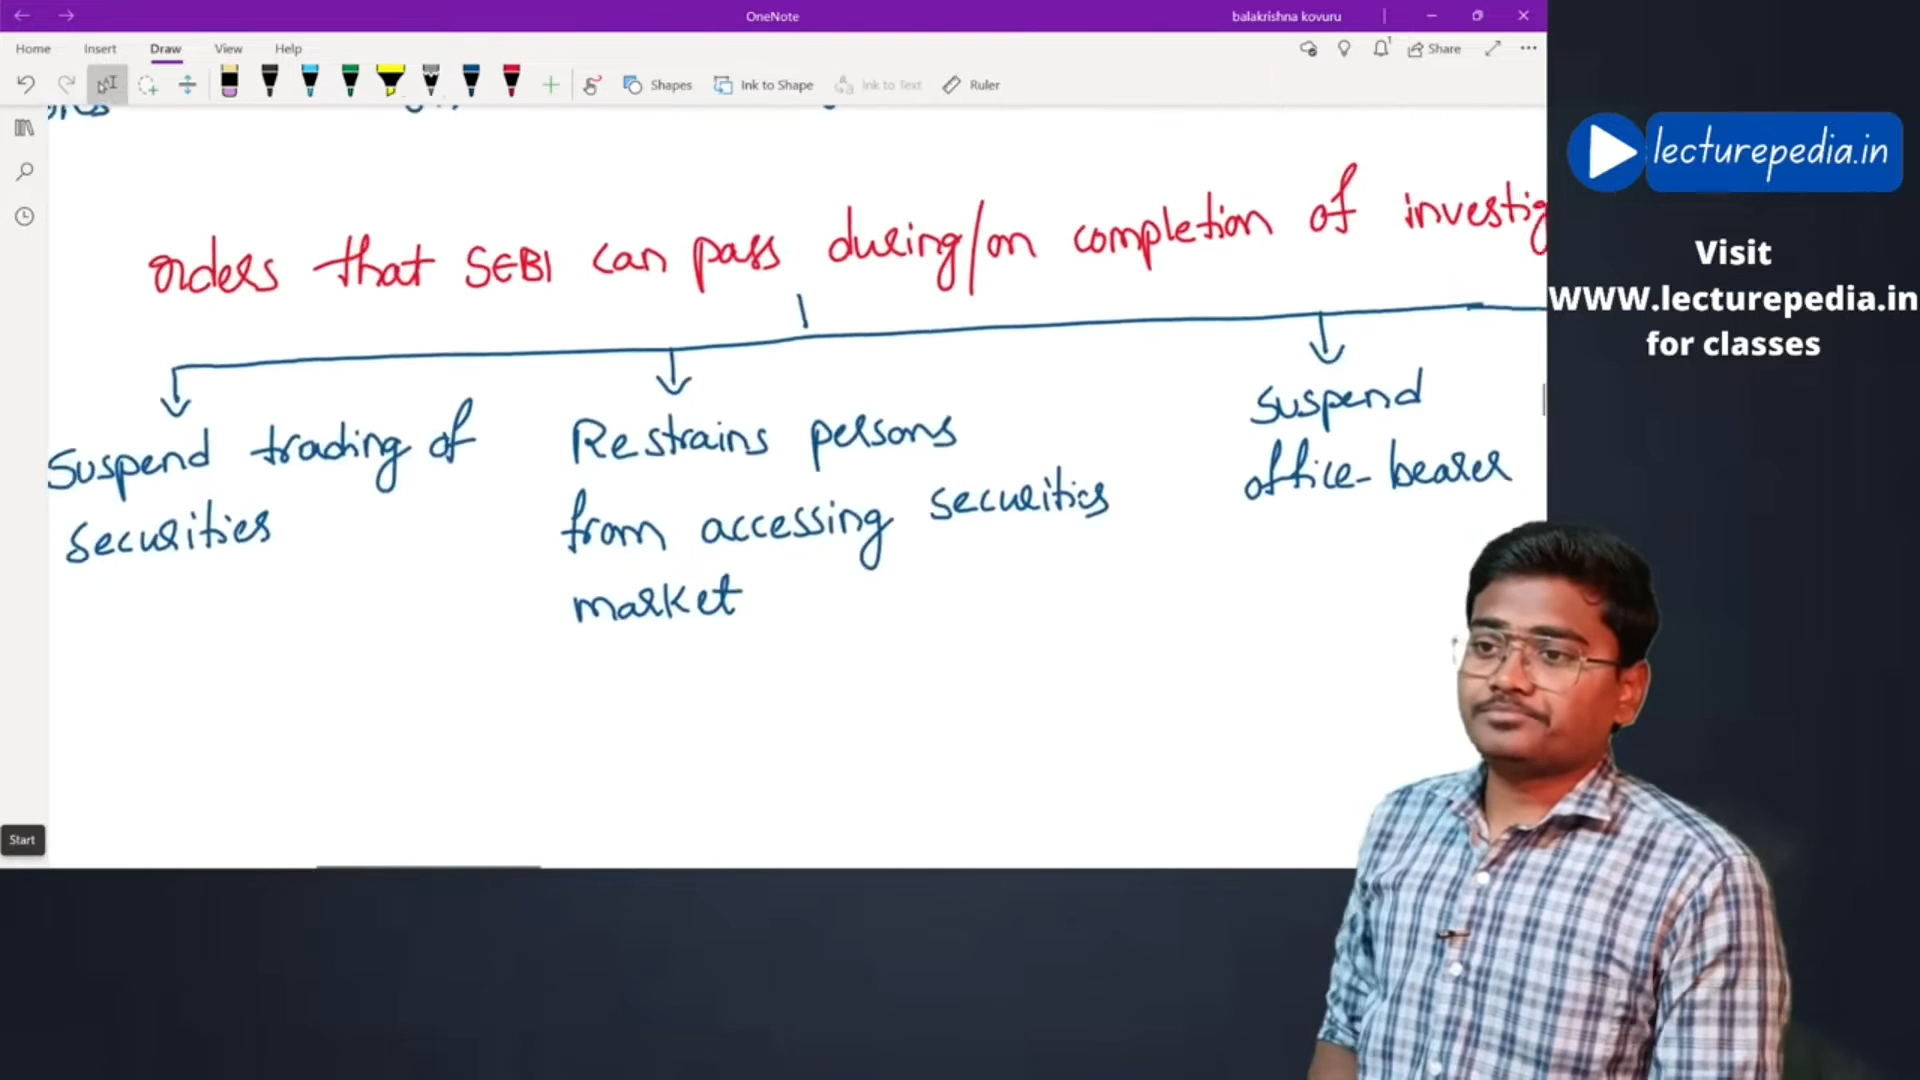 OneNote
balakrishna kovuru
Home Insert Draw View Help
1
Share
Shapes Ink to Shape Ink to Text Ruler
orders that SEBI can pass during/on completion of investig
Suspend trading of
securities
Restrains persons
from accessing securities
market
Suspend
office-bearer
Start
lecturepedia.in
Visit
WWW.lecturepedia.in
for classes